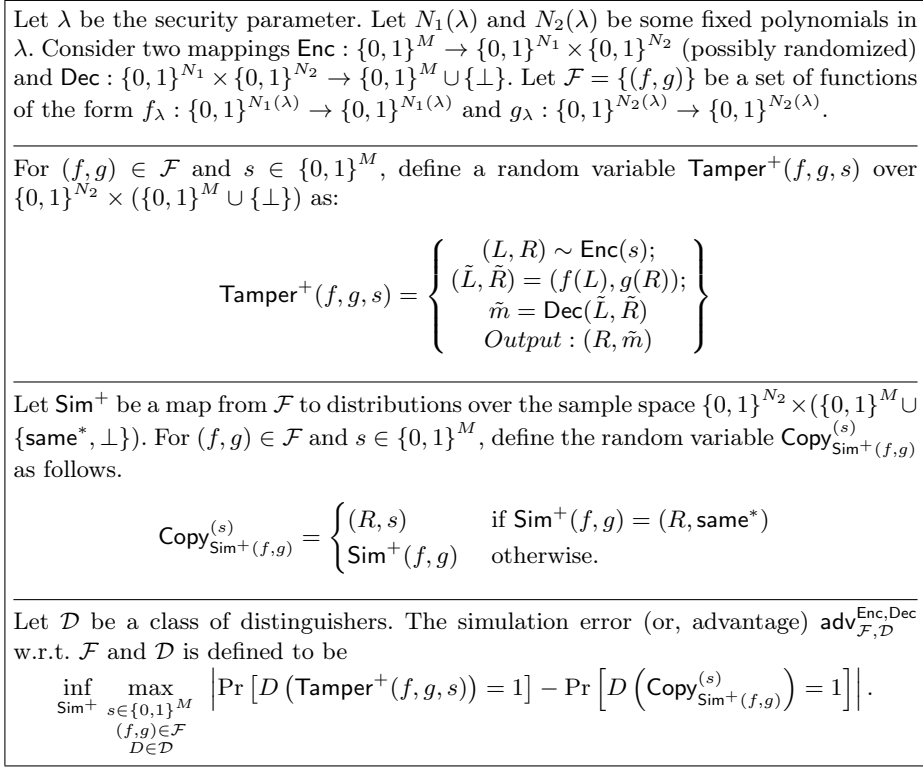 Let λ be the security parameter. Let N₁(λ) and N₂(λ) be some fixed polynomials in
λ. Consider two mappings Enc : {0, 1}^M → {0, 1}^{N₁} × {0, 1}^{N₂} (possibly randomized)
and Dec : {0, 1}^{N₁} × {0, 1}^{N₂} → {0, 1}^M ∪ {⊥}. Let ℱ = {(f, g)} be a set of functions
of the form f_λ : {0, 1}^{N₁(λ)} → {0, 1}^{N₁(λ)} and g_λ : {0, 1}^{N₂(λ)} → {0, 1}^{N₂(λ)}.
For (f, g) ∈ ℱ and s ∈ {0, 1}^M, define a random variable Tamper⁺(f, g, s) over
{0, 1}^{N₂} × ({0, 1}^M ∪ {⊥}) as:
Tamper⁺(f, g, s) = { (L, R) ∼ Enc(s);
(L̃, R̃) = (f(L), g(R));
m̃ = Dec(L̃, R̃)
Output : (R, m̃) }
Let Sim⁺ be a map from ℱ to distributions over the sample space {0, 1}^{N₂} × ({0, 1}^M ∪
{same*, ⊥}). For (f, g) ∈ ℱ and s ∈ {0, 1}^M, define the random variable Copy^{(s)}_{Sim⁺(f,g)}
as follows.
Copy^{(s)}_{Sim⁺(f,g)} = { (R, s) if Sim⁺(f, g) = (R, same*)
Sim⁺(f, g) otherwise.
Let 𝒟 be a class of distinguishers. The simulation error (or, advantage) adv^{Enc,Dec}_{ℱ,𝒟}
w.r.t. ℱ and 𝒟 is defined to be
inf_{Sim⁺} max_{s∈{0,1}^M (f,g)∈ℱ D∈𝒟} |Pr [D (Tamper⁺(f, g, s)) = 1] − Pr [D (Copy^{(s)}_{Sim⁺(f,g)}) = 1]| .